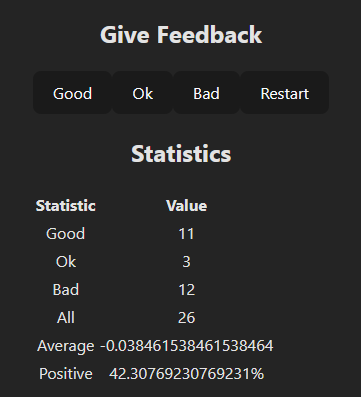 Give Feedback
Good Ok Bad Restart
Statistics
Statistic Value
Good 11
Ok 3
Bad 12
All 26
Average -0.038461538461538464
Positive 42.30769230769231%